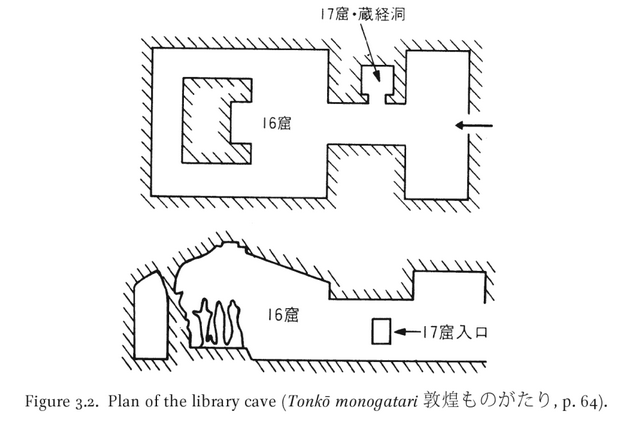 17窟・蔵経洞
16窟
16窟
17窟入口
Figure 3.2. Plan of the library cave (Tonkō monogatari 敦煌ものがたり, p. 64).